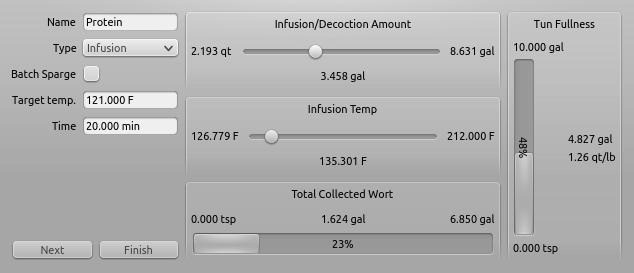 Name Protein
Type Infusion
Batch Sparge
Target temp. 121.000 F
Time 20.000 min
Next Finish
Infusion/Decoction Amount
2.193 qt 8.631 gal
3.458 gal
Infusion Temp
126.779 F 212.000 F
135.301 F
Total Collected Wort
0.000 tsp 1.624 gal 6.850 gal
23%
Tun Fullness
10.000 gal
48%
4.827 gal
1.26 qt/lb
0.000 tsp